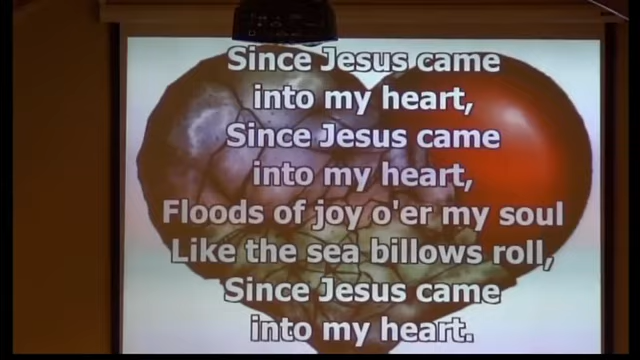 Since Jesus came
into my heart,
Since Jesus came
into my heart,
Floods of joy o'er my soul
Like the sea billows roll,
Since Jesus came
into my heart.